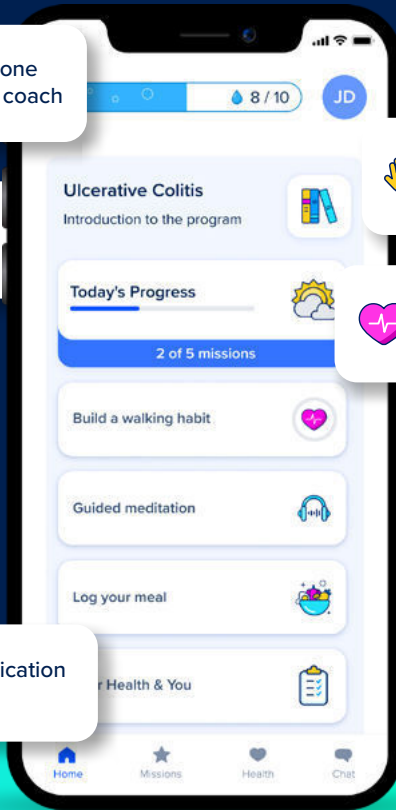 one
coach
8 / 10
JD
Ulcerative Colitis
Introduction to the program
Today's Progress
2 of 5 missions
Build a walking habit
Guided meditation
Log your meal
Health & You
Home
Missions
Health
Chat